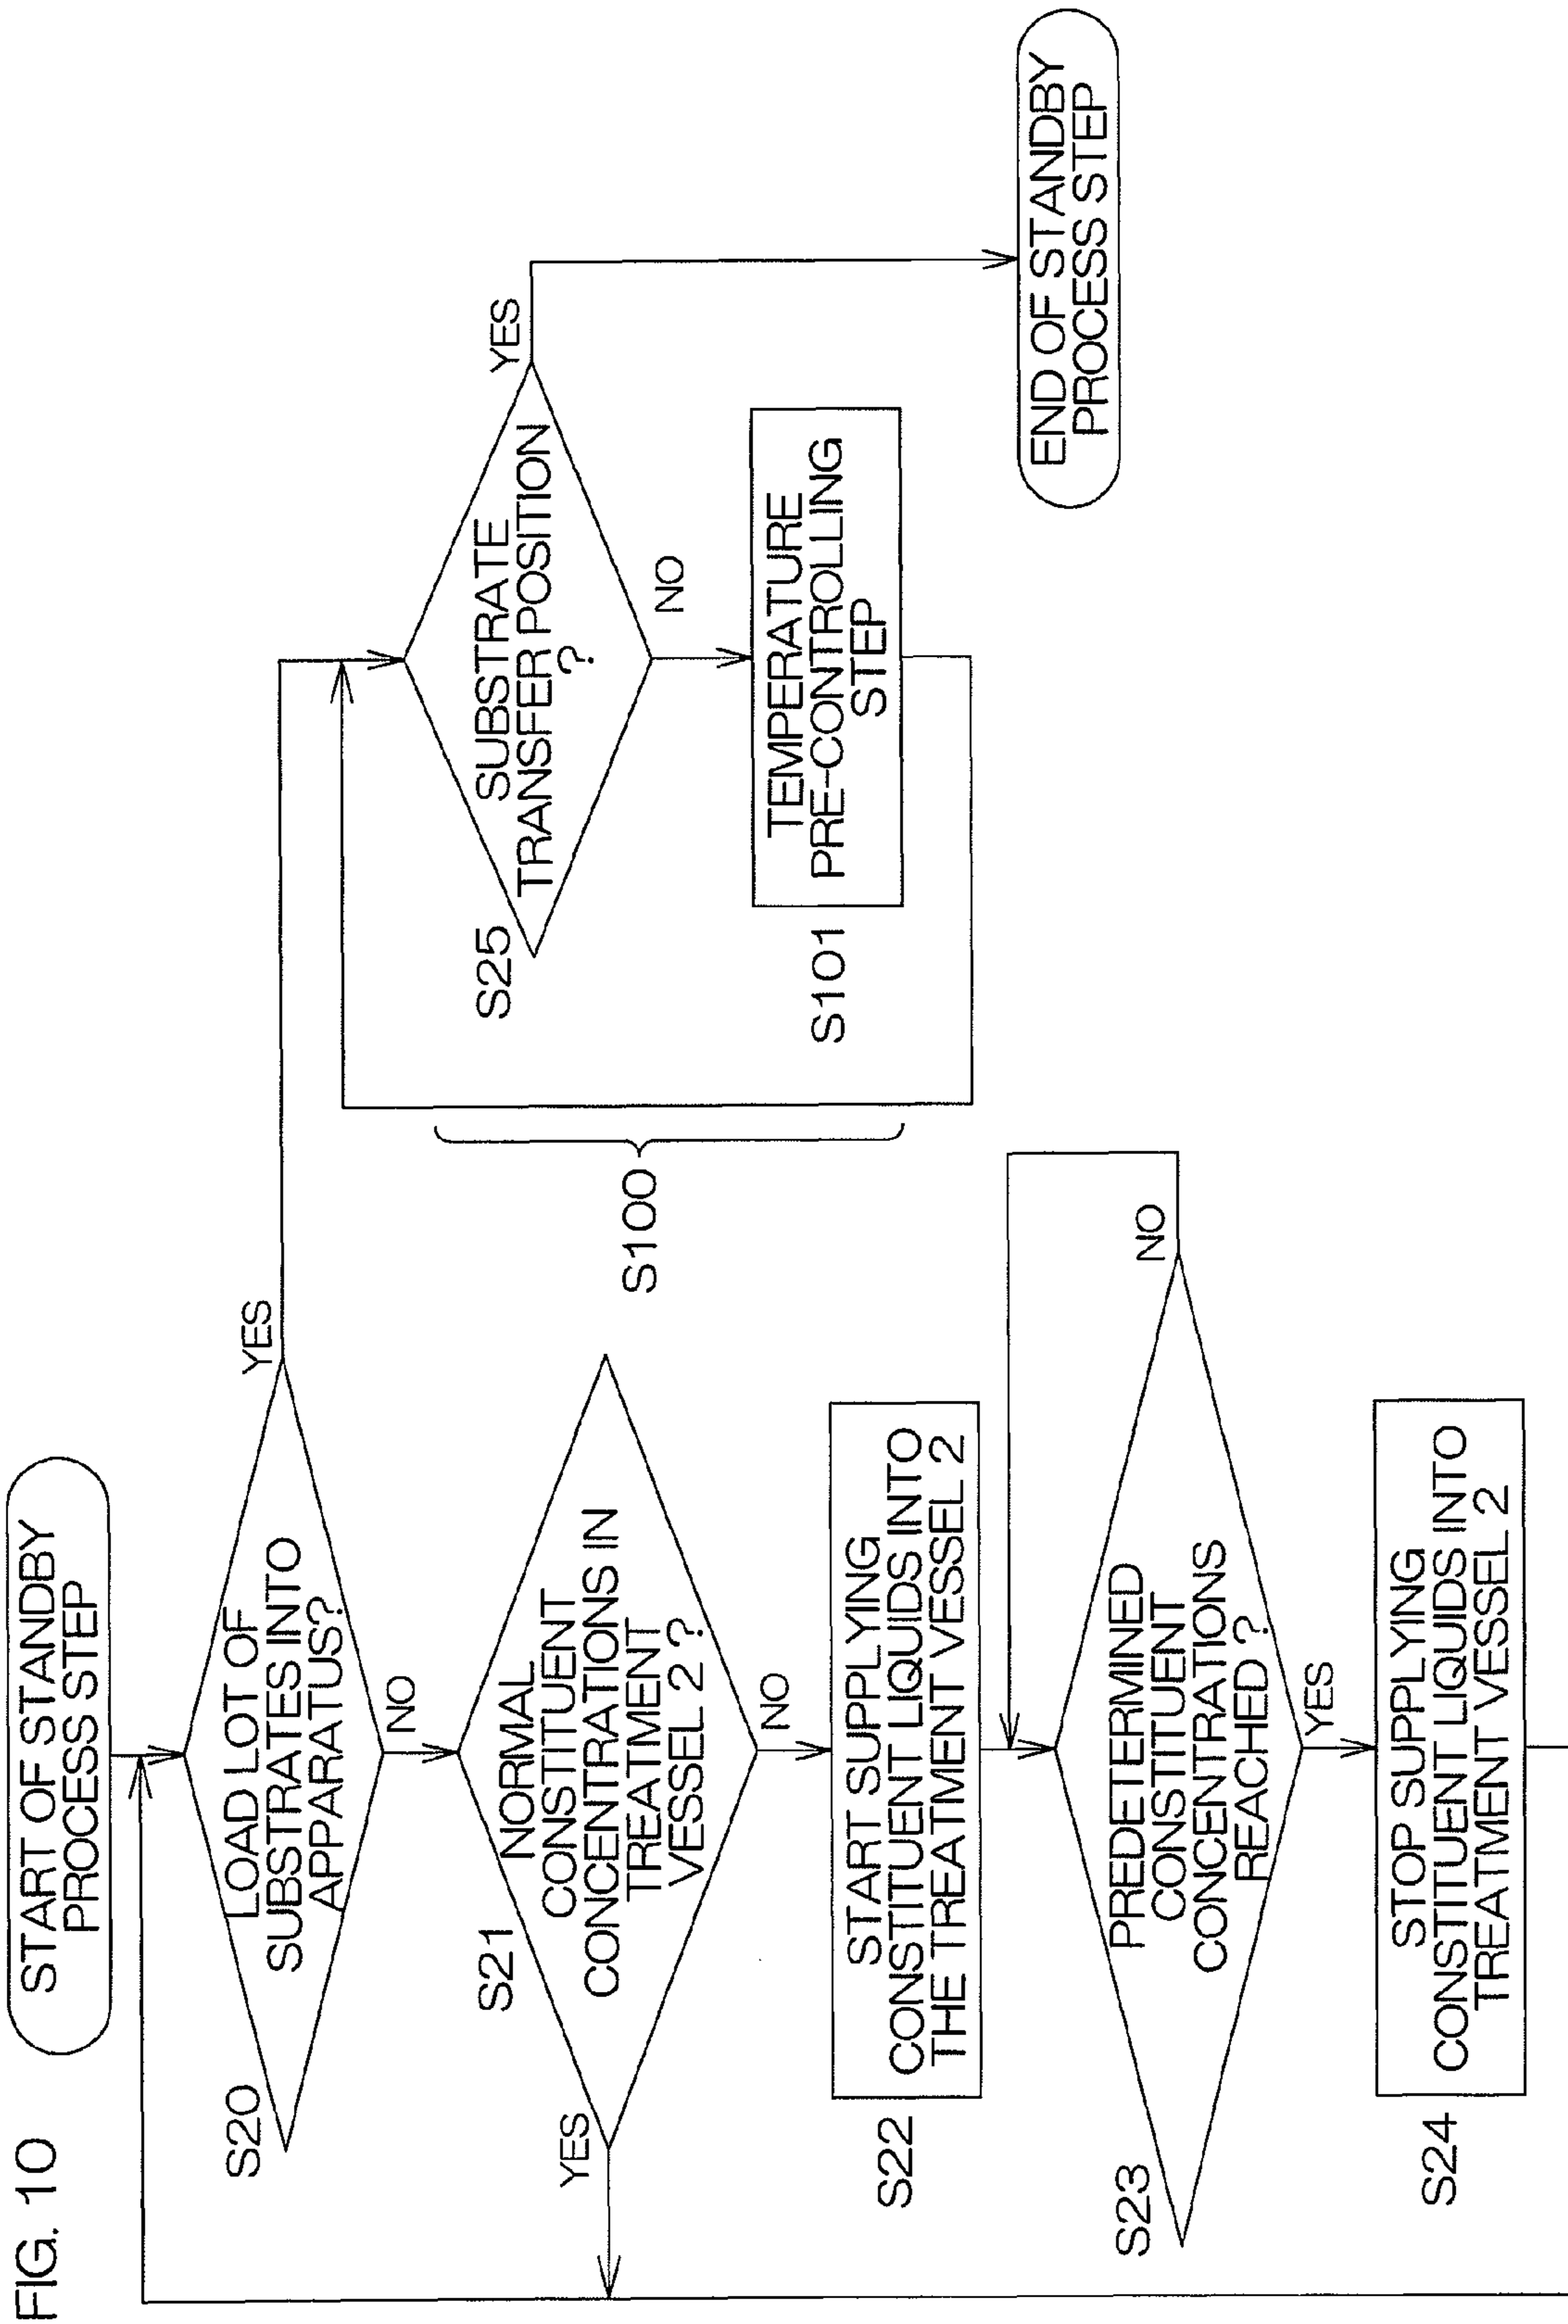 FIG. 10
START OF STANDBY
PROCESS STEP
S20
LOAD LOT OF
SUBSTRATES INTO
APPARATUS?
YES
NO
S21
NORMAL
CONSTITUENT
CONCENTRATIONS IN
TREATMENT
VESSEL 2 ?
YES
NO
S22
START SUPPLYING
CONSTITUENT LIQUIDS INTO
THE TREATMENT VESSEL 2
S23
PREDETERMINED
CONSTITUENT
CONCENTRATIONS
REACHED ?
NO
YES
S24
STOP SUPPLYING
CONSTITUENT LIQUIDS INTO
TREATMENT VESSEL 2
S100
S25
SUBSTRATE
TRANSFER POSITION
?
YES
NO
S101
TEMPERATURE
PRE-CONTROLLING
STEP
END OF STANDBY
PROCESS STEP